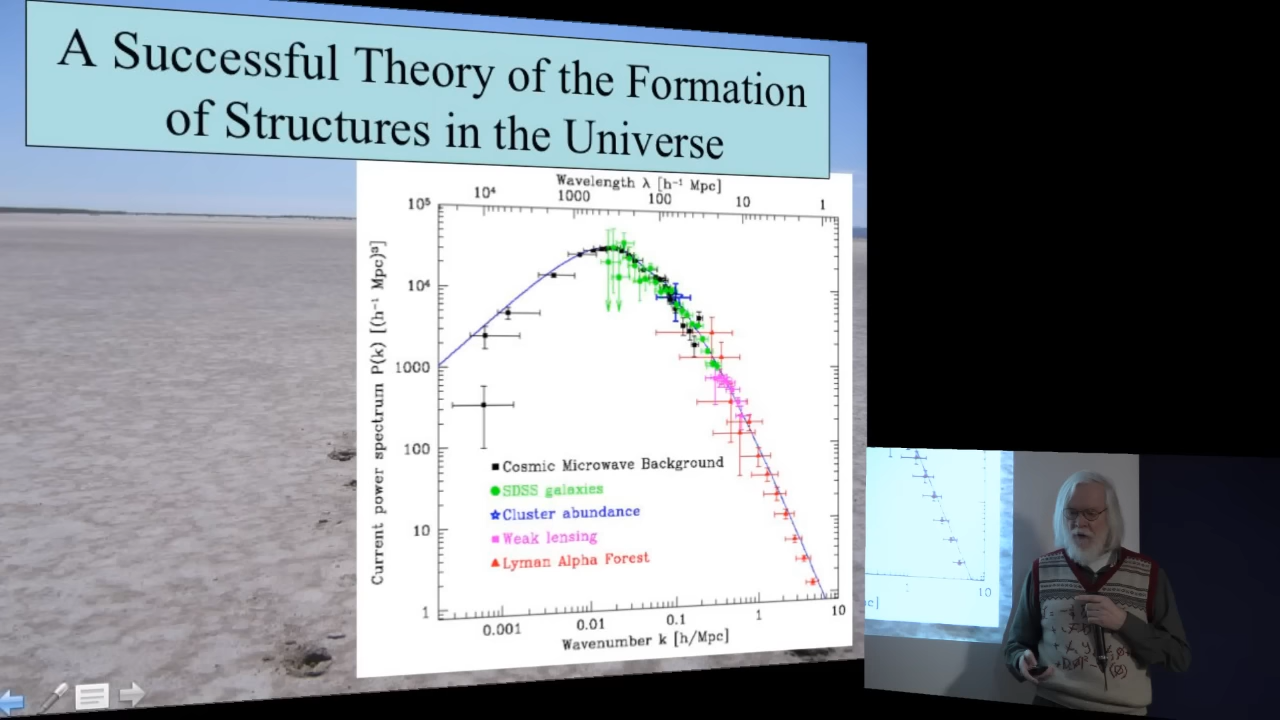 A Successful Theory of the Formation
of Structures in the Universe
Wavelength λ [h⁻¹ Mpc]
10⁴ 1000 100 10 1
Current power spectrum P(k) [(h⁻¹ Mpc)³]
10⁵
10⁴
1000
100
10
1
Cosmic Microwave Background
SDSS galaxies
Cluster abundance
Weak lensing
Lyman Alpha Forest
0.001 0.01 0.1 1 10
Wavenumber k [h/Mpc]
10